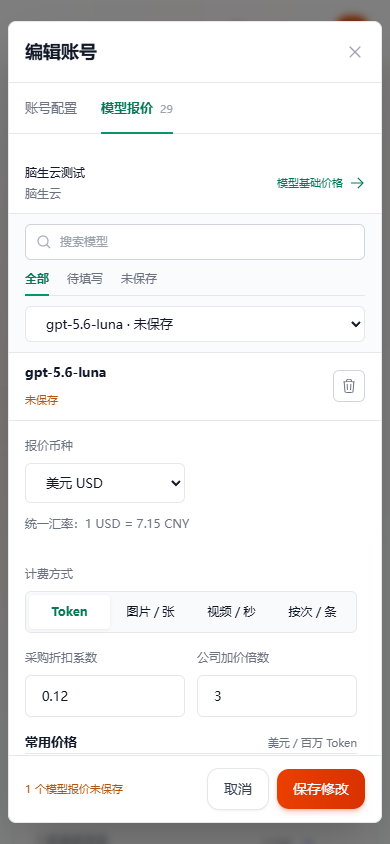 编辑账号
账号配置 模型报价 29
脑生云测试
脑生云
模型基础价格 →
搜索模型
全部 待填写 未保存
gpt-5.6-luna · 未保存
gpt-5.6-luna
未保存
报价币种
美元 USD
统一汇率：1 USD = 7.15 CNY
计费方式
Token 图片 / 张 视频 / 秒 按次 / 条
采购折扣系数 公司加价倍数
0.12 3
常用价格 美元 / 百万 Token
1 个模型报价未保存 取消 保存修改